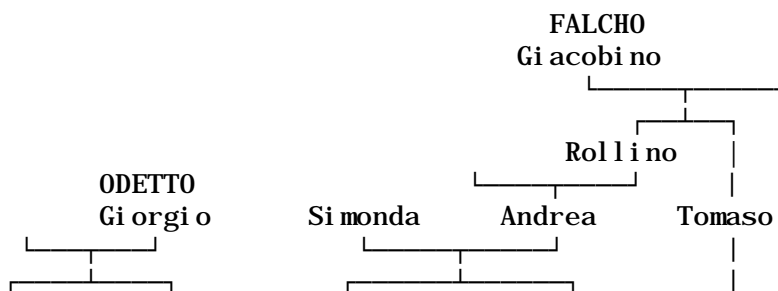 FALCHO
Giacobino
Rollino
ODETTO
Giorgio Simonda Andrea Tomaso